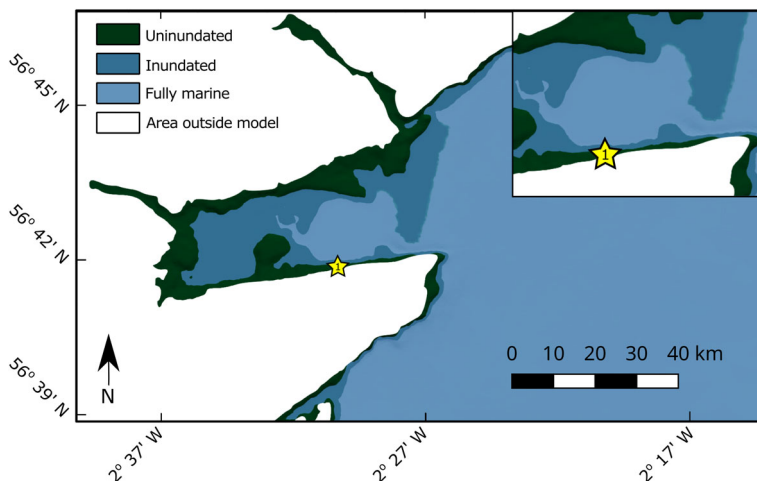 Uninundated
Inundated
Fully marine
Area outside model
56° 45' N
56° 42' N
56° 39' N
1
1
N
0 10 20 30 40 km
2° 37' W
2° 27' W
2° 17' W